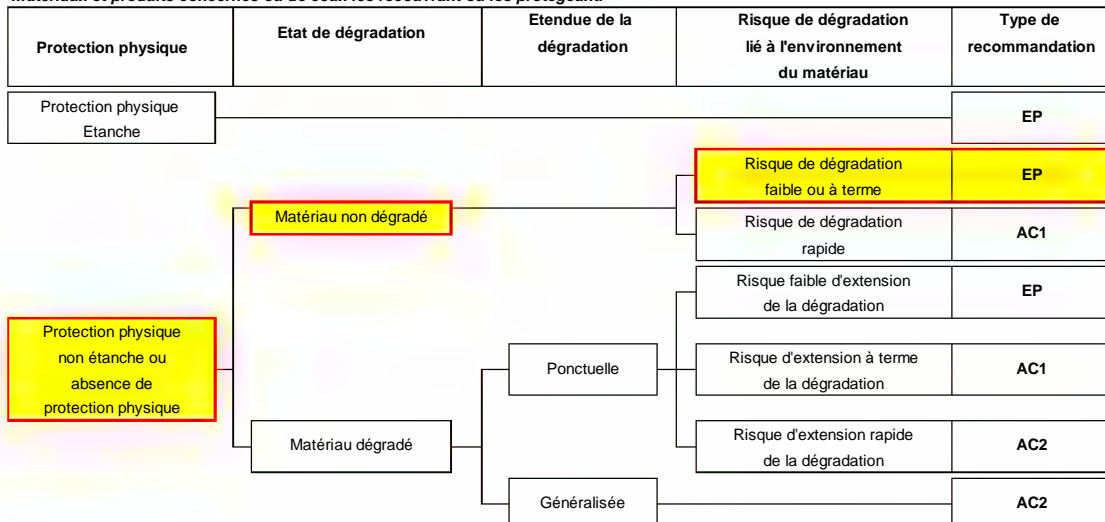 Protection physique
Etat de dégradation
Etendue de la
dégradation
Risque de dégradation
lié à l'environnement
du matériau
Type de
recommandation
Protection physique
Etanche
EP
Risque de dégradation
faible ou à terme
EP
Matériau non dégradé
Risque de dégradation
rapide
AC1
Risque faible d'extension
de la dégradation
EP
Protection physique
non étanche ou
absence de
protection physique
Ponctuelle
Risque d'extension à terme
de la dégradation
AC1
Matériau dégradé
Risque d'extension rapide
de la dégradation
AC2
Généralisée
AC2